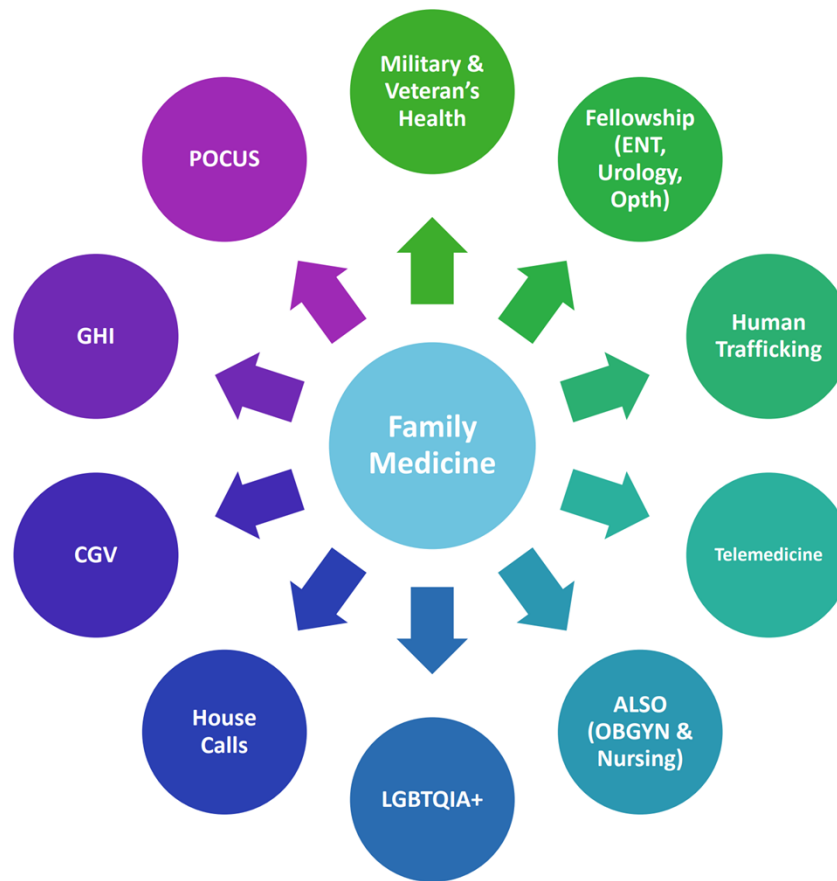 Military &
Veteran's
Health
Fellowship
(ENT,
Urology,
Opth)
Human
Trafficking
Telemedicine
ALSO
(OBGYN &
Nursing)
LGBTQIA+
House
Calls
CGV
GHI
POCUS
Family
Medicine